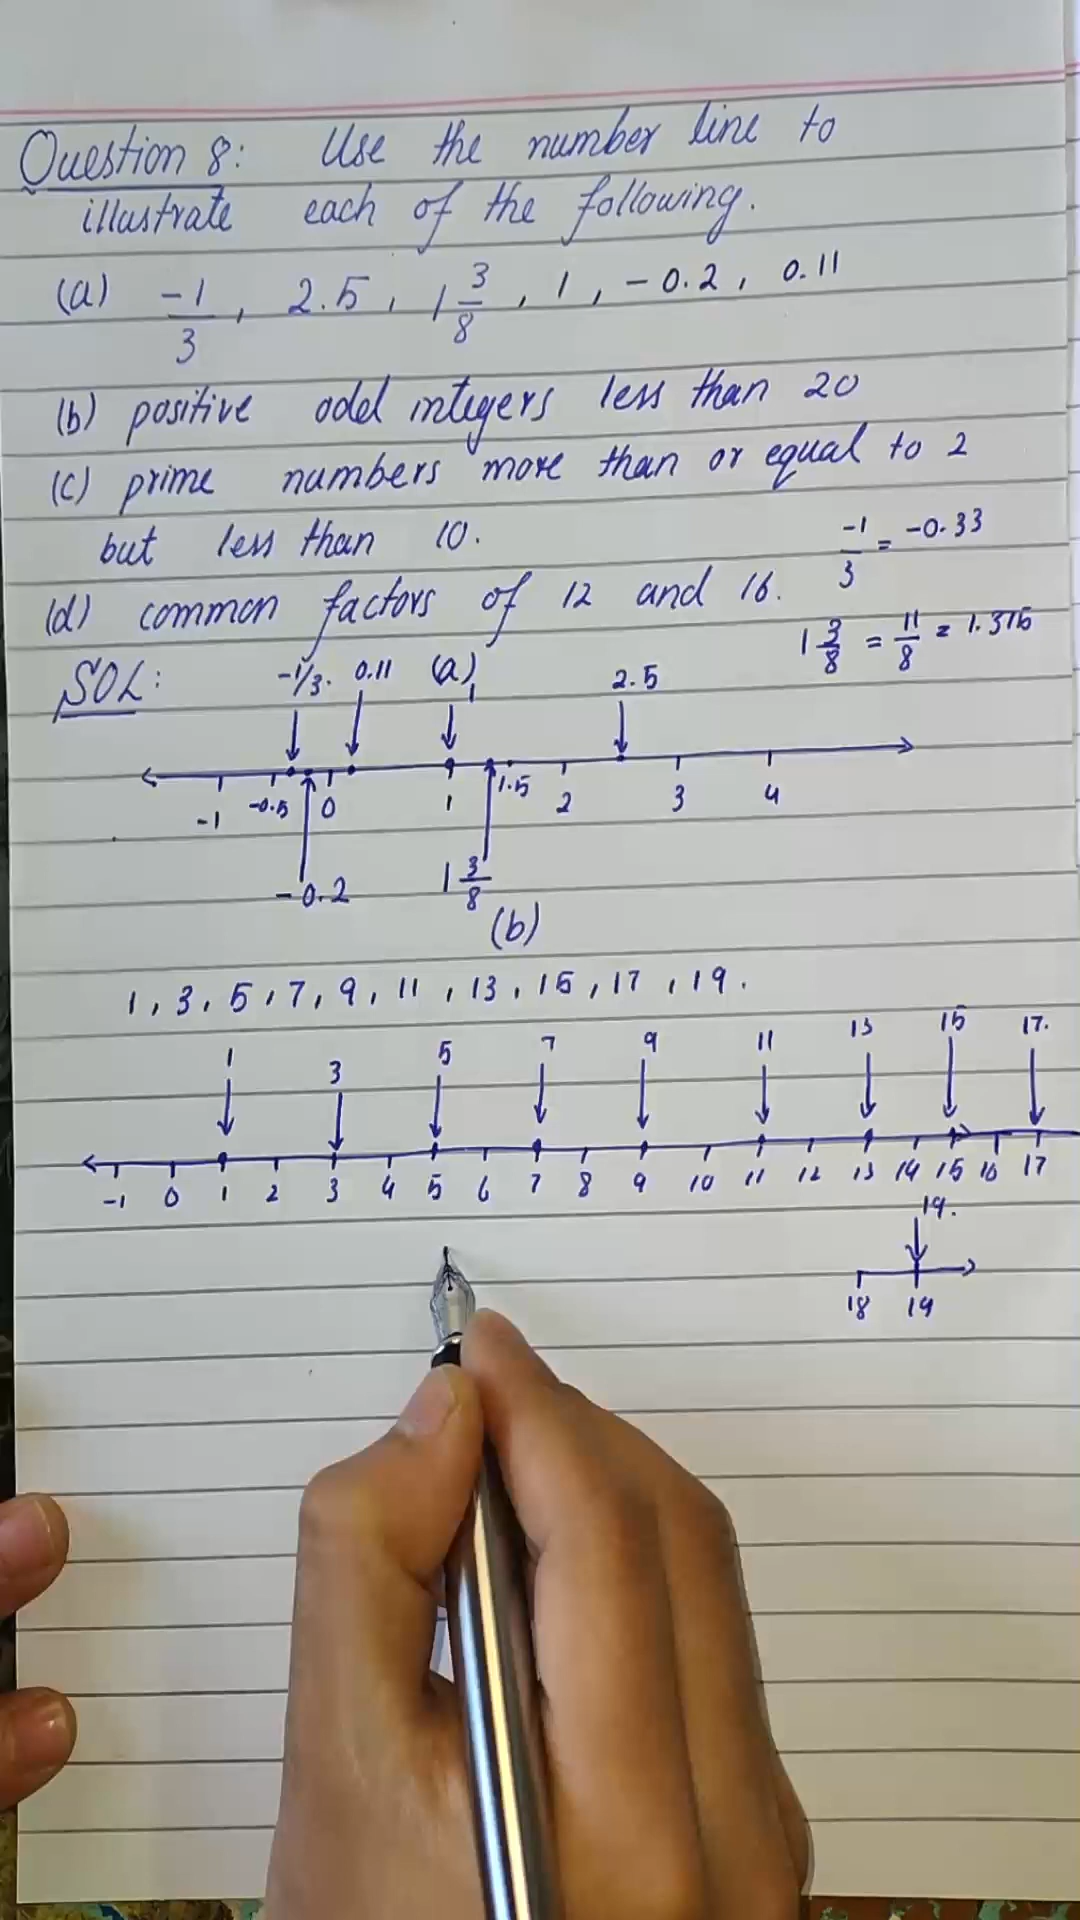 Question 8: Use the number line to
illustrate each of the following.
(a) -1/3, 2.5, 1 3/8, 1, -0.2, 0.11
(b) positive odd integers less than 20
(c) prime numbers more than or equal to 2
but less than 10.
-1/3 = -0.33
(d) common factors of 12 and 16.
1 3/8 = 11/8 = 1.375
SOL:
(a)
-1/3. 0.11 1 2.5
-1 -0.5 0 1 1.5 2 3 4
-0.2 1 3/8
(b)
1, 3, 5, 7, 9, 11, 13, 15, 17, 19.
1 3 5 7 9 11 13 15 17.
-1 0 1 2 3 4 5 6 7 8 9 10 11 12 13 14 15 16 17
19.
18 19